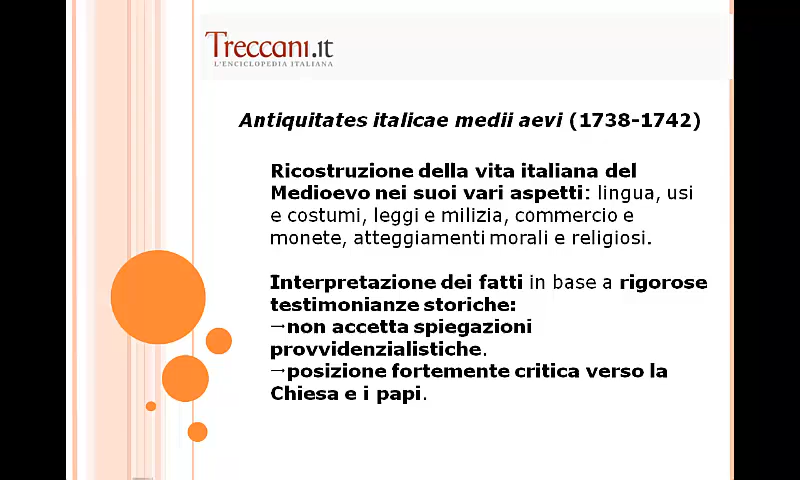 Treccani.it
L'ENCICLOPEDIA ITALIANA
Antiquitates italicae medii aevi (1738-1742)
Ricostruzione della vita italiana del
Medioevo nei suoi vari aspetti: lingua, usi
e costumi, leggi e milizia, commercio e
monete, atteggiamenti morali e religiosi.
Interpretazione dei fatti in base a rigorose
testimonianze storiche:
→non accetta spiegazioni
provvidenzialistiche.
→posizione fortemente critica verso la
Chiesa e i papi.